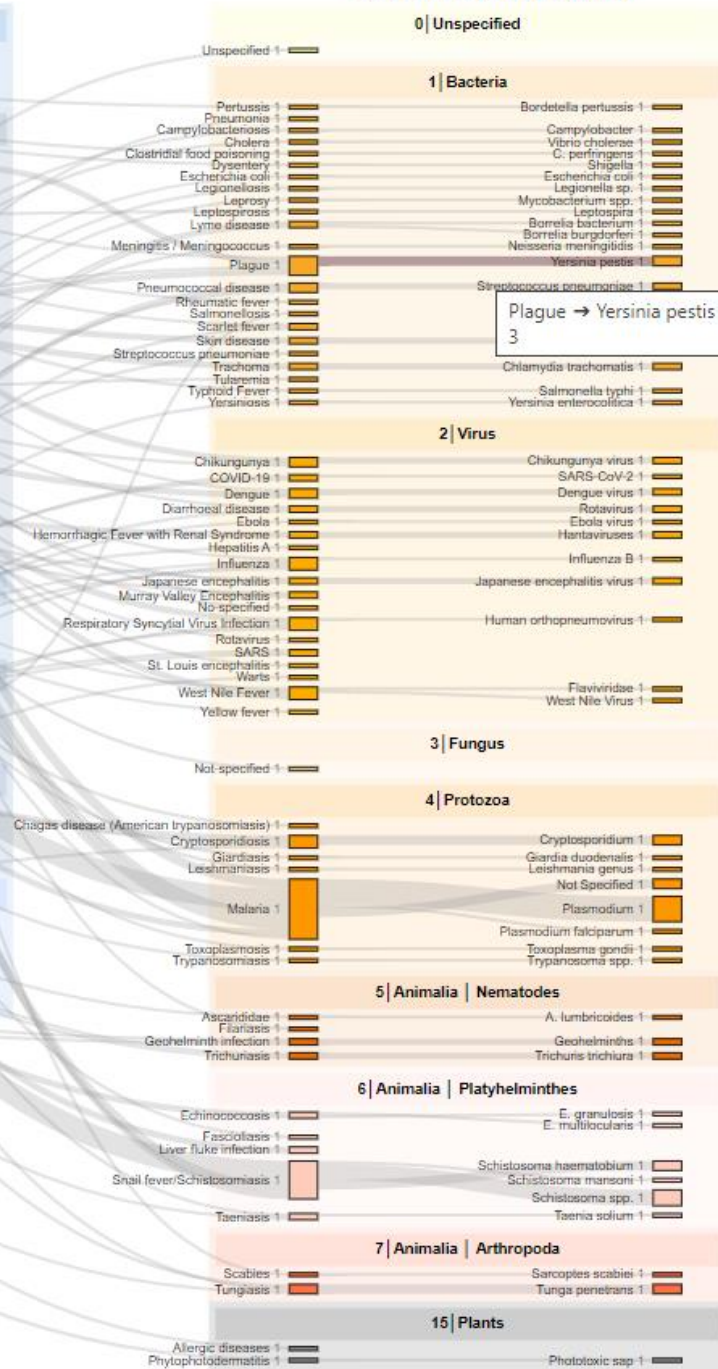 0| Unspecified
Unspecified 1
1| Bacteria
Pertussis 1 Bordetella pertussis 1
Pneumonia 1
Campylobacteriosis 1 Campylobacter 1
Cholera 1 Vibrio cholerae 1
Clostridial food poisoning 1 C. perfringens 1
Dysentery 1 Shigella 1
Escherichia coli 1 Escherichia coli 1
Legionellosis 1 Legionella sp. 1
Leprosy 1 Mycobacterium spp. 1
Leptospirosis 1 Leptospira 1
Lyme disease 1 Borrelia bacterium 1
Borrelia burgdorferi 1
Meningitis / Meningococcus 1 Neisseria meningitidis 1
Plague 1 Yersinia pestis 1
Pneumococcal disease 1 Streptococcus pneumoniae 1
Rheumatic fever 1
Plague → Yersinia pestis
3
Salmonellosis 1
Scarlet fever 1
Skin disease 1
Streptococcus pneumoniae 1
Trachoma 1 Chlamydia trachomatis 1
Tularemia 1
Typhoid Fever 1 Salmonella typhi 1
Yersiniosis 1 Yersinia enterocolitica 1
2| Virus
Chikungunya 1 Chikungunya virus 1
COVID-19 1 SARS-CoV-2 1
Dengue 1 Dengue virus 1
Diarrhoeal disease 1 Rotavirus 1
Ebola 1 Ebola virus 1
Hemorrhagic Fever with Renal Syndrome 1 Hantaviruses 1
Hepatitis A 1
Influenza 1 Influenza B 1
Japanese encephalitis 1 Japanese encephalitis virus 1
Murray Valley Encephalitis 1
No specified 1
Respiratory Syncytial Virus Infection 1 Human orthopneumovirus 1
Rotavirus 1
SARS 1
St. Louis encephalitis 1
Warts 1
West Nile Fever 1 Flaviviridae 1
West Nile Virus 1
Yellow fever 1
3| Fungus
Not specified 1
4| Protozoa
Chagas disease (American trypanosomiasis) 1
Cryptosporidiosis 1 Cryptosporidium 1
Giardiasis 1 Giardia duodenalis 1
Leishmaniasis 1 Leishmania genus 1
Not Specified 1
Malaria 1 Plasmodium 1
Plasmodium falciparum 1
Toxoplasmosis 1 Toxoplasma gondii 1
Trypanosomiasis 1 Trypanosoma spp. 1
5| Animalia | Nematodes
Ascarididae 1 A. lumbricoides 1
Filariasis 1
Geohelminth infection 1 Geohelminths 1
Trichuriasis 1 Trichuris trichiura 1
6| Animalia | Platyhelminthes
Echinococcosis 1 E. granulosis 1
E. multilocularis 1
Fascioliasis 1
Liver fluke infection 1
Schistosoma haematobium 1
Snail fever/Schistosomiasis 1 Schistosoma mansoni 1
Schistosoma spp. 1
Taeniasis 1 Taenia solium 1
7| Animalia | Arthropoda
Scabies 1 Sarcoptes scabiei 1
Tungiasis 1 Tunga penetrans 1
15| Plants
Allergic diseases 1
Phytophotodermatitis 1 Phototoxic sap 1